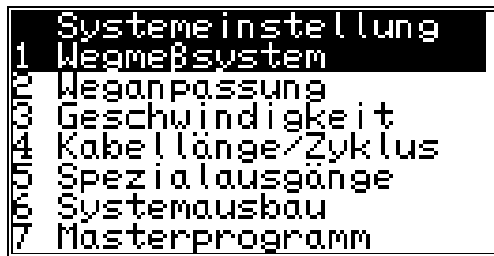 Systemeinstellung
1 Wegmeßsystem
2 Weganpassung
3 Geschwindigkeit
4 Kabellänge/Zyklus
5 Spezialausgänge
6 Systemausbau
7 Masterprogramm